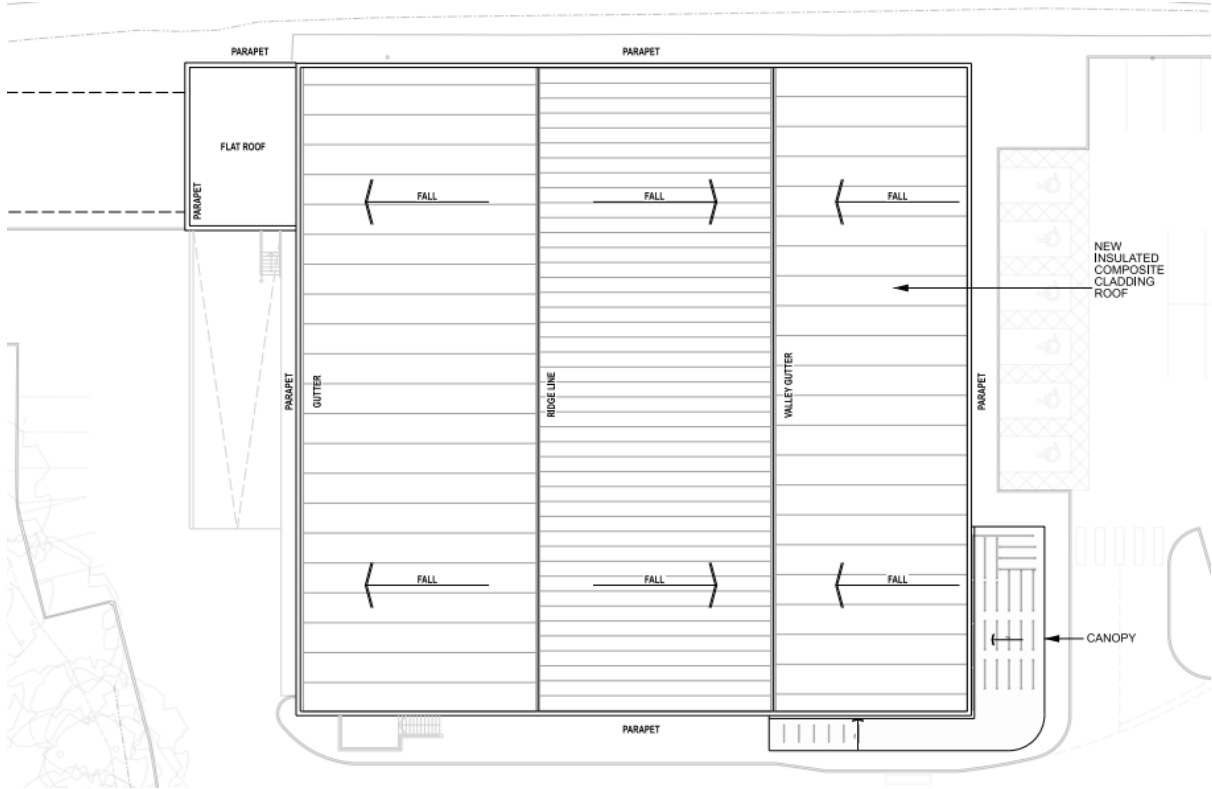 PARAPET
PARAPET
FLAT ROOF
PARAPET
FALL
FALL
FALL
NEW
INSULATED
COMPOSITE
CLADDING
ROOF
PARAPET
GUTTER
RIDGE LINE
VALLEY GUTTER
PARAPET
FALL
FALL
FALL
CANOPY
PARAPET